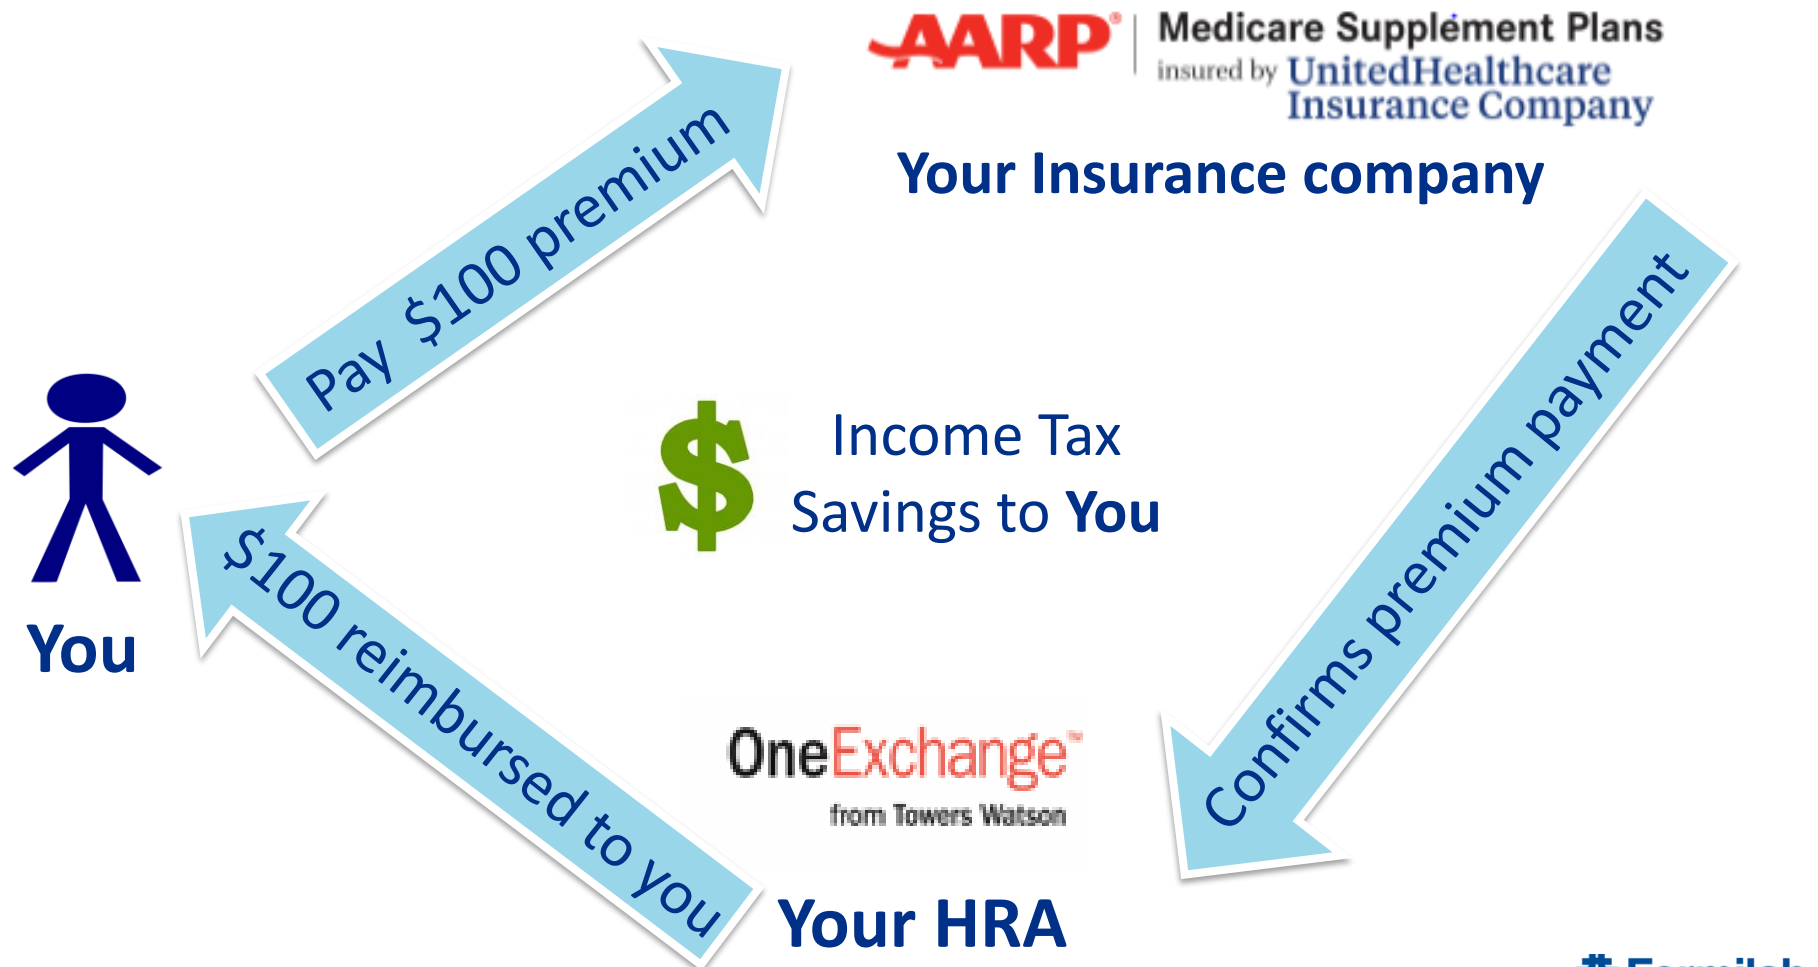 AARP® Medicare Supplement Plans
insured by UnitedHealthcare
Insurance Company
Your Insurance company
Pay $100 premium
Confirms premium payment
$ Income Tax
Savings to You
You
$100 reimbursed to you
OneExchange™
from Towers Watson
Your HRA